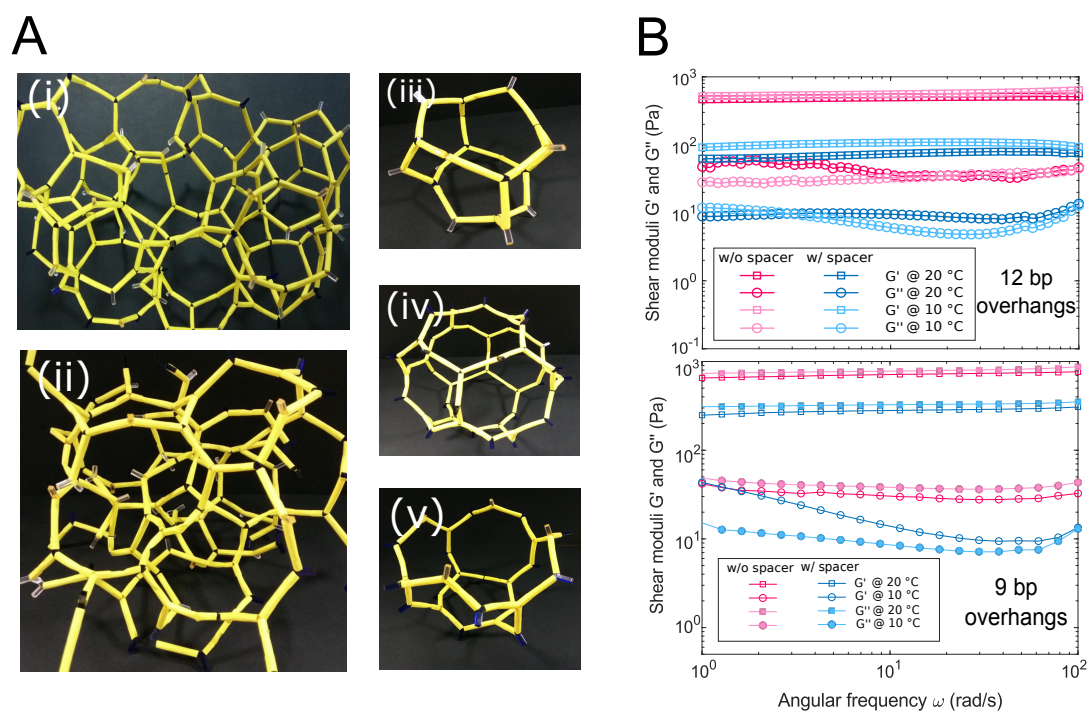 A
(i)
(ii)
(iii)
(iv)
(v)
B
Shear moduli G' and G'' (Pa)
10³
10²
10¹
10⁰
10⁻¹
w/o spacer w/ spacer
G' @ 20 °C
G'' @ 20 °C
G' @ 10 °C
G'' @ 10 °C
12 bp
overhangs
Shear moduli G' and G'' (Pa)
10³
10²
10¹
10⁰
w/o spacer w/ spacer
G' @ 20 °C
G' @ 10 °C
G'' @ 20 °C
G'' @ 10 °C
9 bp
overhangs
10⁰ 10¹ 10²
Angular frequency ω (rad/s)